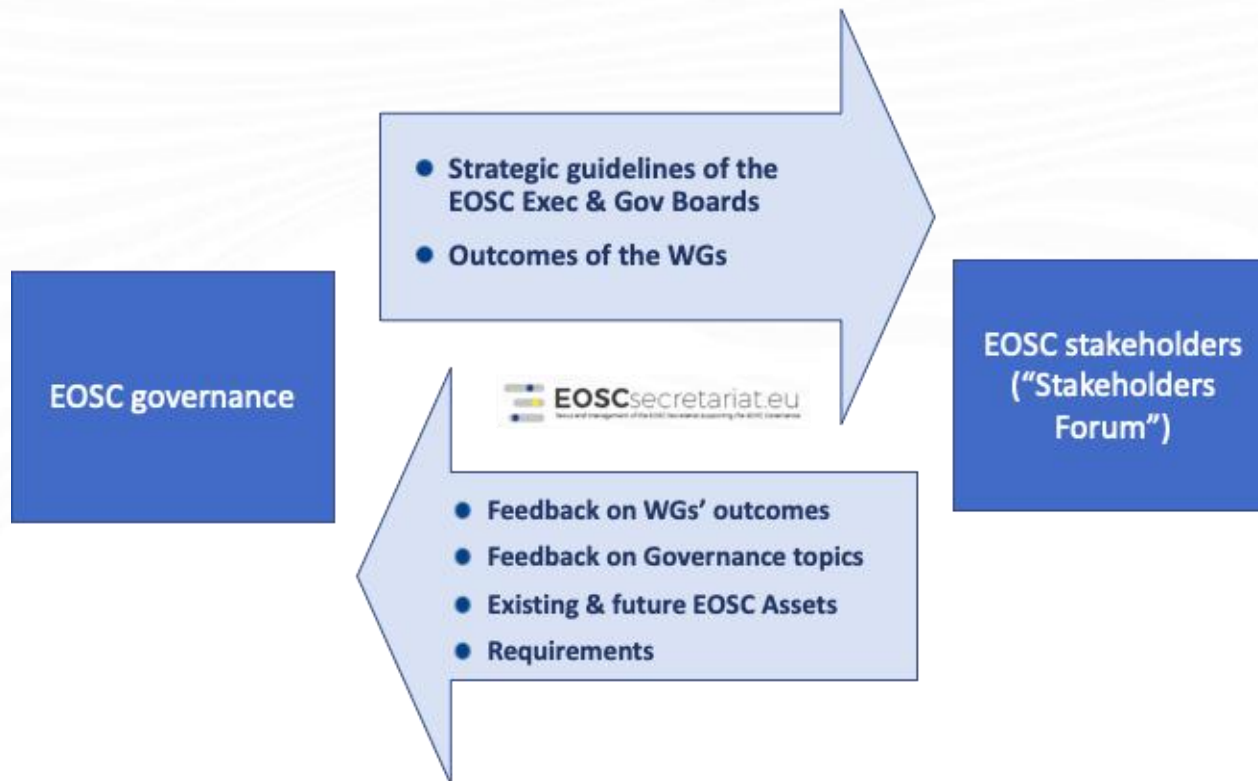 Strategic guidelines of the
EOSC Exec & Gov Boards
Outcomes of the WGs
EOSC governance
EOSCsecretariat.eu
EOSC stakeholders
(“Stakeholders
Forum”)
Feedback on WGs’ outcomes
Feedback on Governance topics
Existing & future EOSC Assets
Requirements